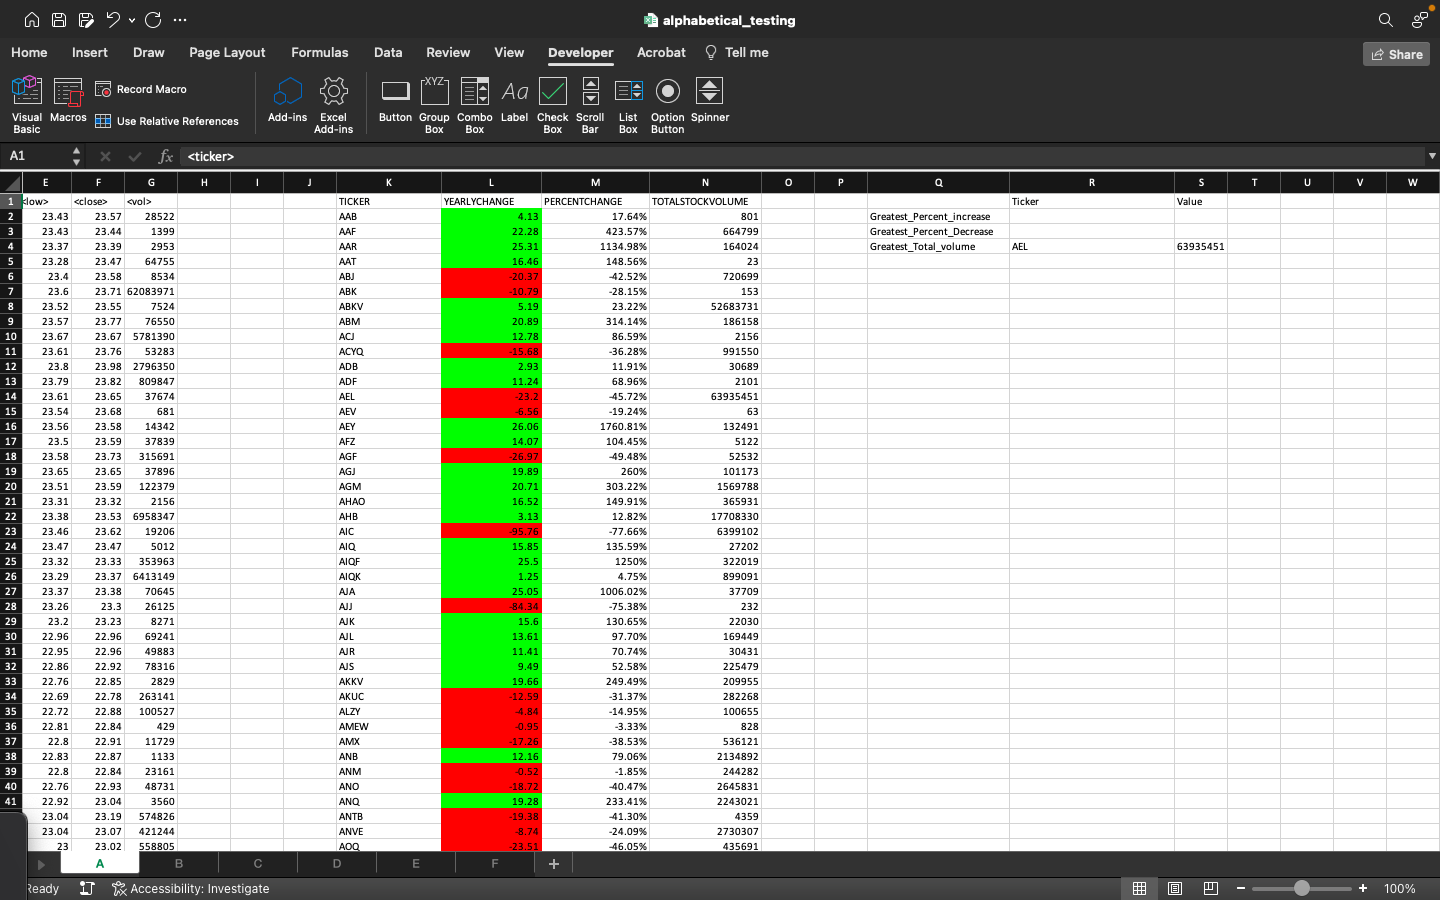 alphabetical_testing
Home Insert Draw Page Layout Formulas Data Review View Developer Acrobat Tell me Share
Visual Basic Macros Record Macro Use Relative References Add-ins Excel Add-ins Button Group Box Combo Box Label Check Box Scroll Bar List Box Option Button Spinner
A1 fx <ticker>
E F G H I J K L M N O P Q R S T U V W
1 <low> <close> <vol> TICKER YEARLYCHANGE PERCENTCHANGE TOTALSTOCKVOLUME Ticker Value
2 23.43 23.57 28522 AAB 4.13 17.64% 801 Greatest_Percent_increase
3 23.43 23.44 1399 AAF 22.28 423.57% 664799 Greatest_Percent_Decrease
4 23.37 23.39 2953 AAR 25.31 1134.98% 164024 Greatest_Total_volume AEL 63935451
5 23.28 23.47 64755 AAT 16.46 148.56% 23
6 23.4 23.58 8534 ABJ -20.37 -42.52% 720699
7 23.6 23.71 62083971 ABK -10.79 -28.15% 153
8 23.52 23.55 7524 ABKV 5.19 23.22% 52683731
9 23.57 23.77 76550 ABM 20.89 314.14% 186158
10 23.67 23.67 5781390 ACJ 12.78 86.59% 2156
11 23.61 23.76 53283 ACYQ -15.68 -36.28% 991550
12 23.8 23.98 2796350 ADB 2.93 11.91% 30689
13 23.79 23.82 809847 ADF 11.24 68.96% 2101
14 23.61 23.65 37674 AEL -23.2 -45.72% 63935451
15 23.54 23.68 681 AEV -6.56 -19.24% 63
16 23.56 23.58 14342 AEY 26.06 1760.81% 132491
17 23.5 23.59 37839 AFZ 14.07 104.45% 5122
18 23.58 23.73 315691 AGF -26.97 -49.48% 52532
19 23.65 23.65 37896 AGJ 19.89 260% 101173
20 23.51 23.59 122379 AGM 20.71 303.22% 1569788
21 23.31 23.32 2156 AHAO 16.52 149.91% 365931
22 23.38 23.53 6958347 AHB 3.13 12.82% 17708330
23 23.46 23.62 19206 AIC -95.76 -77.66% 6399102
24 23.47 23.47 5012 AIQ 15.85 135.59% 27202
25 23.32 23.33 353963 AIQF 25.5 1250% 322019
26 23.29 23.37 6413149 AIQK 1.25 4.75% 899091
27 23.37 23.38 70645 AJA 25.05 1006.02% 37709
28 23.26 23.3 26125 AJJ -84.34 -75.38% 232
29 23.2 23.23 8271 AJK 15.6 130.65% 22030
30 22.96 22.96 69241 AJL 13.61 97.70% 169449
31 22.95 22.96 49883 AJR 11.41 70.74% 30431
32 22.86 22.92 78316 AJS 9.49 52.58% 225479
33 22.76 22.85 2829 AKKV 19.66 249.49% 209955
34 22.69 22.78 263141 AKUC -12.59 -31.37% 282268
35 22.72 22.88 100527 ALZY -4.84 -14.95% 100655
36 22.81 22.84 429 AMEW -0.95 -3.33% 828
37 22.8 22.91 11729 AMX -17.26 -38.53% 536121
38 22.83 22.87 1133 ANB 12.16 79.06% 2134892
39 22.8 22.84 23161 ANM -0.52 -1.85% 244282
40 22.76 22.93 48731 ANO -18.72 -40.47% 2645831
41 22.92 23.04 3560 ANQ 19.28 233.41% 2243021
23.04 23.19 574826 ANTB -19.38 -41.30% 4359
23.04 23.07 421244 ANVE -8.74 -24.09% 2730307
23 23.02 558805 AOQ -23.51 -46.05% 435691
A B C D E F +
Ready Accessibility: Investigate 100%